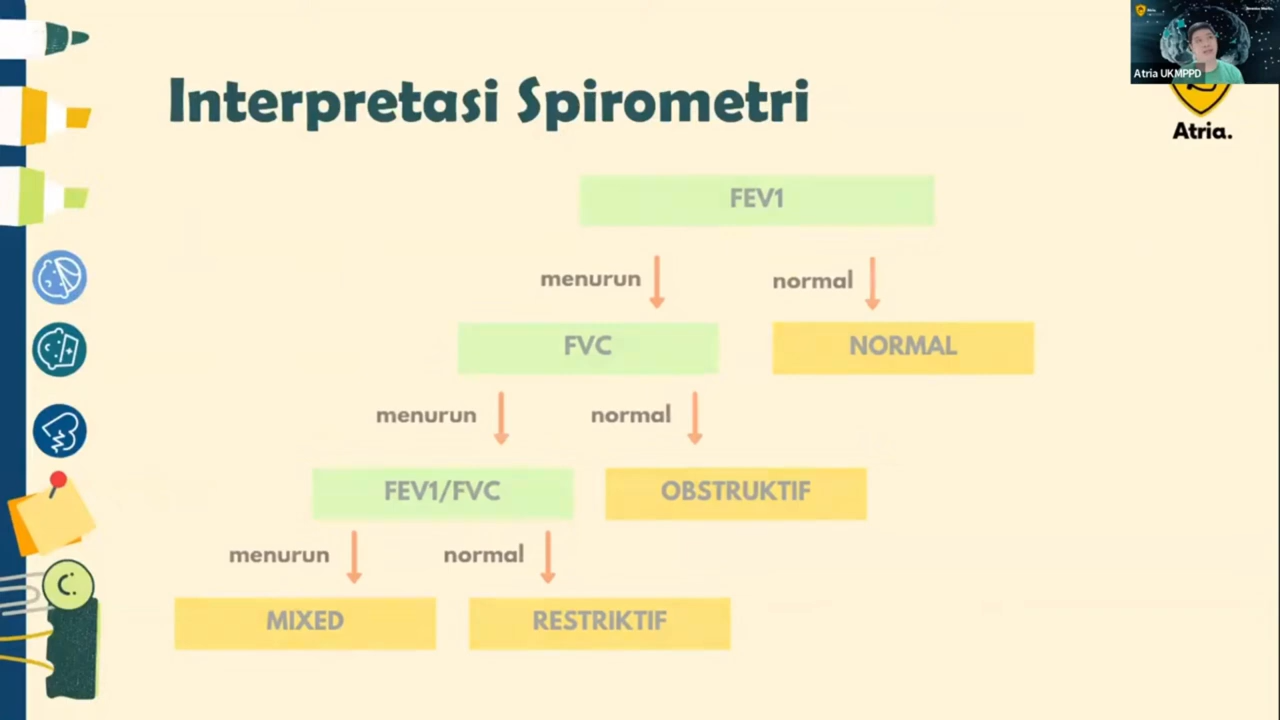 Interpretasi Spirometri
Atria UKMPPD
Atria.
FEV1
menurun
normal
FVC
NORMAL
menurun
normal
FEV1/FVC
OBSTRUKTIF
menurun
normal
MIXED
RESTRIKTIF